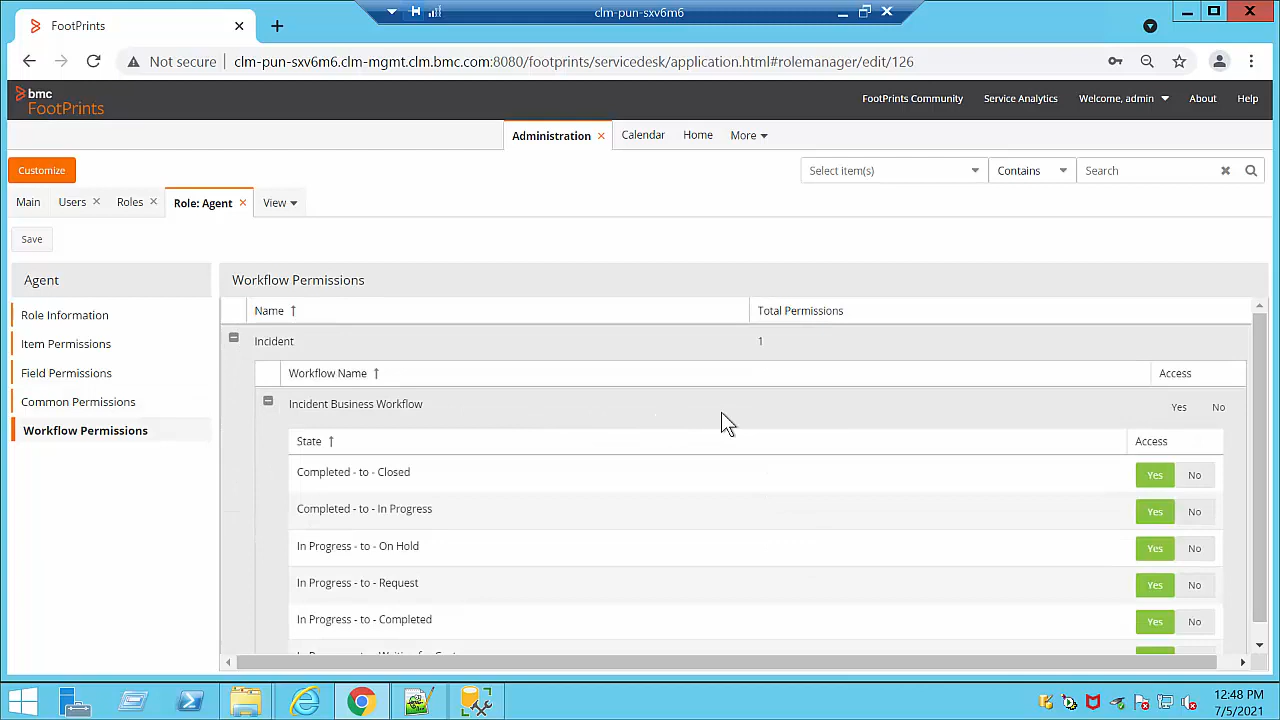 clm-pun-sxv6m6
FootPrints
Not secure
clm-pun-sxv6m6.clm-mgmt.clm.bmc.com:8080/footprints/servicedesk/application.html#rolemanager/edit/126
bmc
FootPrints
FootPrints Community
Service Analytics
Welcome, admin
About
Help
Administration
Calendar
Home
More
Customize
Select item(s)
Contains
Search
Main
Users
Roles
Role: Agent
View
Save
Agent
Role Information
Item Permissions
Field Permissions
Common Permissions
Workflow Permissions
Workflow Permissions
Name
Total Permissions
Incident
1
Workflow Name
Access
Incident Business Workflow
Yes No
State
Access
Completed - to - Closed
Yes No
Completed - to - In Progress
Yes No
In Progress - to - On Hold
Yes No
In Progress - to - Request
Yes No
In Progress - to - Completed
Yes No
12:48 PM
7/5/2021